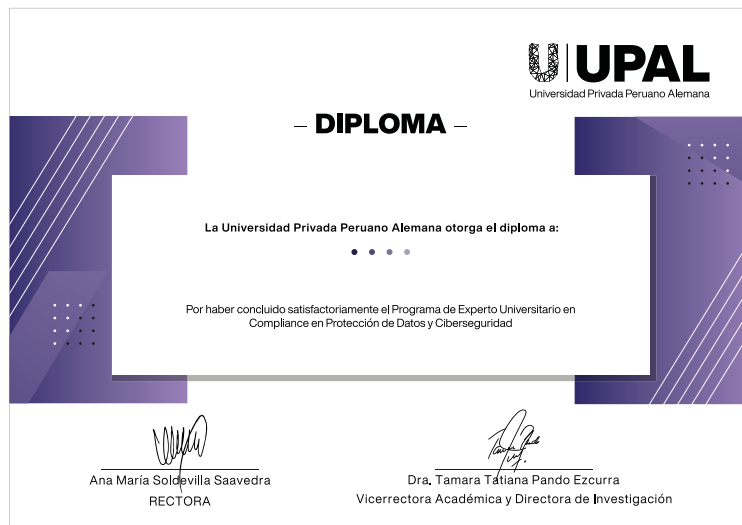 UPAL
Universidad Privada Peruano Alemana
– DIPLOMA –
La Universidad Privada Peruano Alemana otorga el diploma a:
Por haber concluido satisfactoriamente el Programa de Experto Universitario en
Compliance en Protección de Datos y Ciberseguridad
Ana María Soldevilla Saavedra
RECTORA
Dra. Tamara Tatiana Pando Ezcurra
Vicerrectora Académica y Directora de Investigación